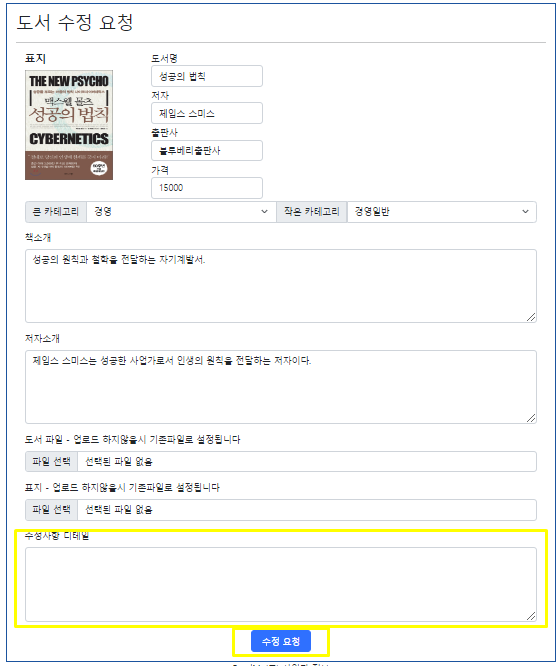 도서 수정 요청
표지
도서명
THE NEW PSYCHO
맥스웰 몰츠
성공의 법칙
CYBERNETICS
성공의 법칙
저자
제임스 스미스
출판사
블루베리출판사
가격
15000
큰 카테고리 경영 작은 카테고리 경영일반
책소개
성공의 원칙과 철학을 전달하는 자기계발서.
저자소개
제임스 스미스는 성공한 사업가로서 인생의 원칙을 전달하는 저자이다.
도서 파일 - 업로드 하지않을시 기존파일로 설정됩니다
파일 선택 선택된 파일 없음
표지 - 업로드 하지않을시 기존파일로 설정됩니다
파일 선택 선택된 파일 없음
수정사항 디테일
수정 요청